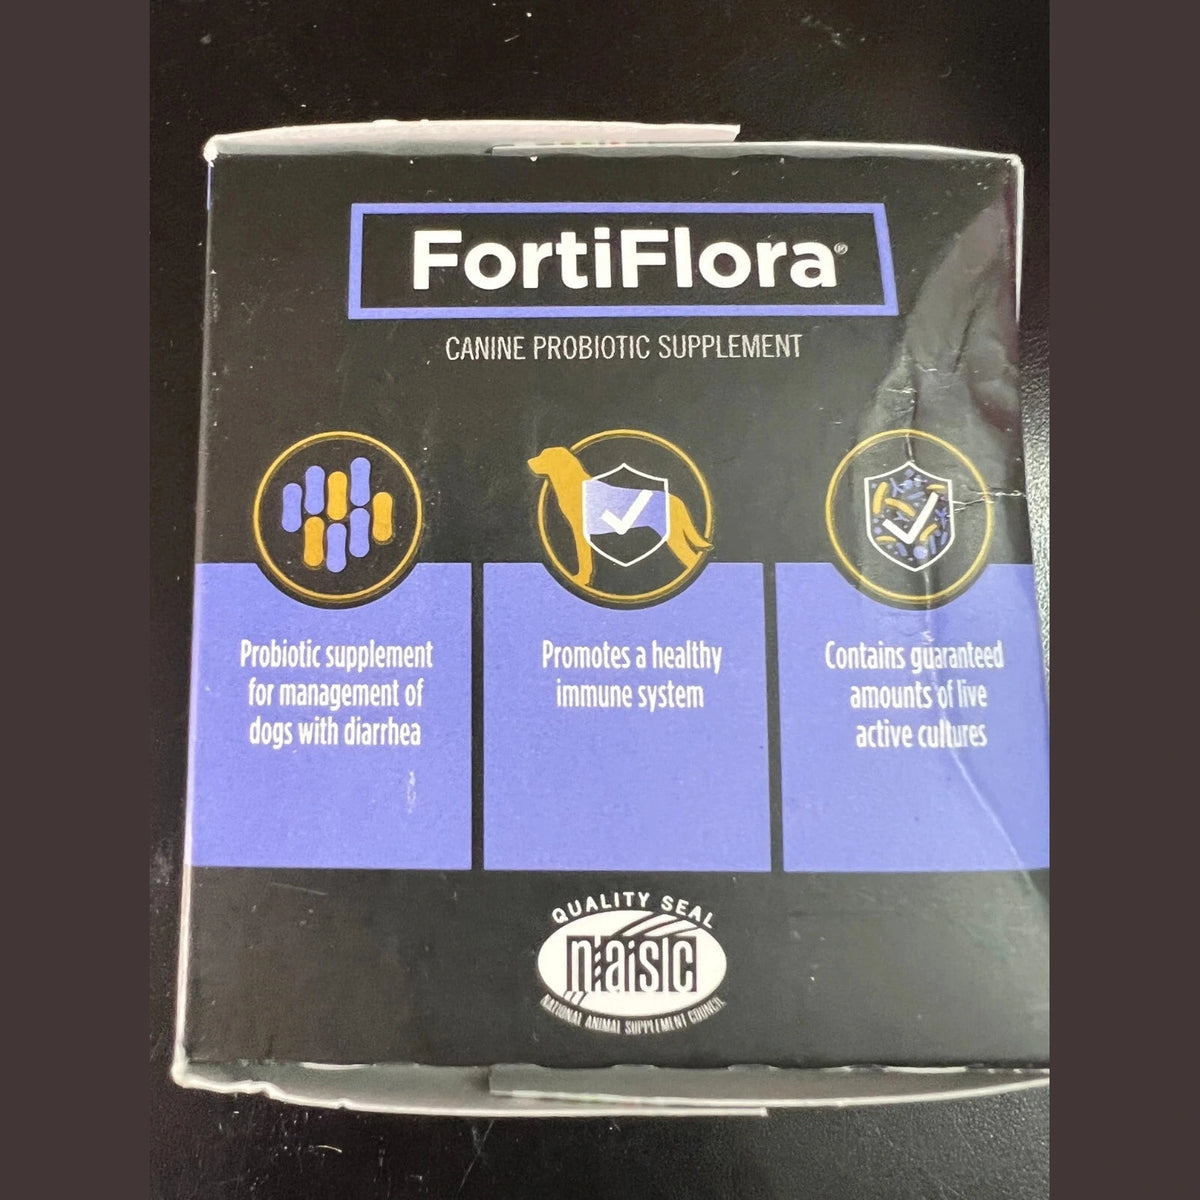 FortiFlora®
CANINE PROBIOTIC SUPPLEMENT
Probiotic supplement
for management of
dogs with diarrhea
Promotes a healthy
immune system
Contains guaranteed
amounts of live
active cultures
QUALITY SEAL
nasc
NATIONAL ANIMAL SUPPLEMENT COUNCIL